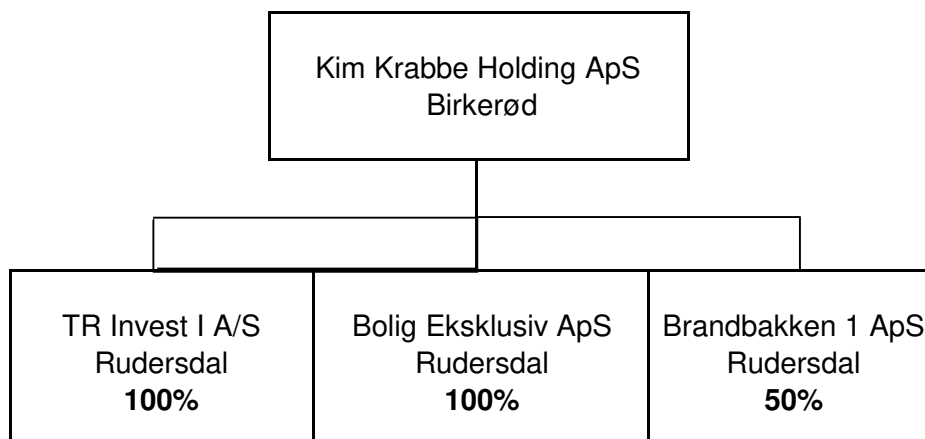 Kim Krabbe Holding ApS
Birkerød
TR Invest I A/S
Rudersdal
100%
Bolig Eksklusiv ApS
Rudersdal
100%
Brandbakken 1 ApS
Rudersdal
50%